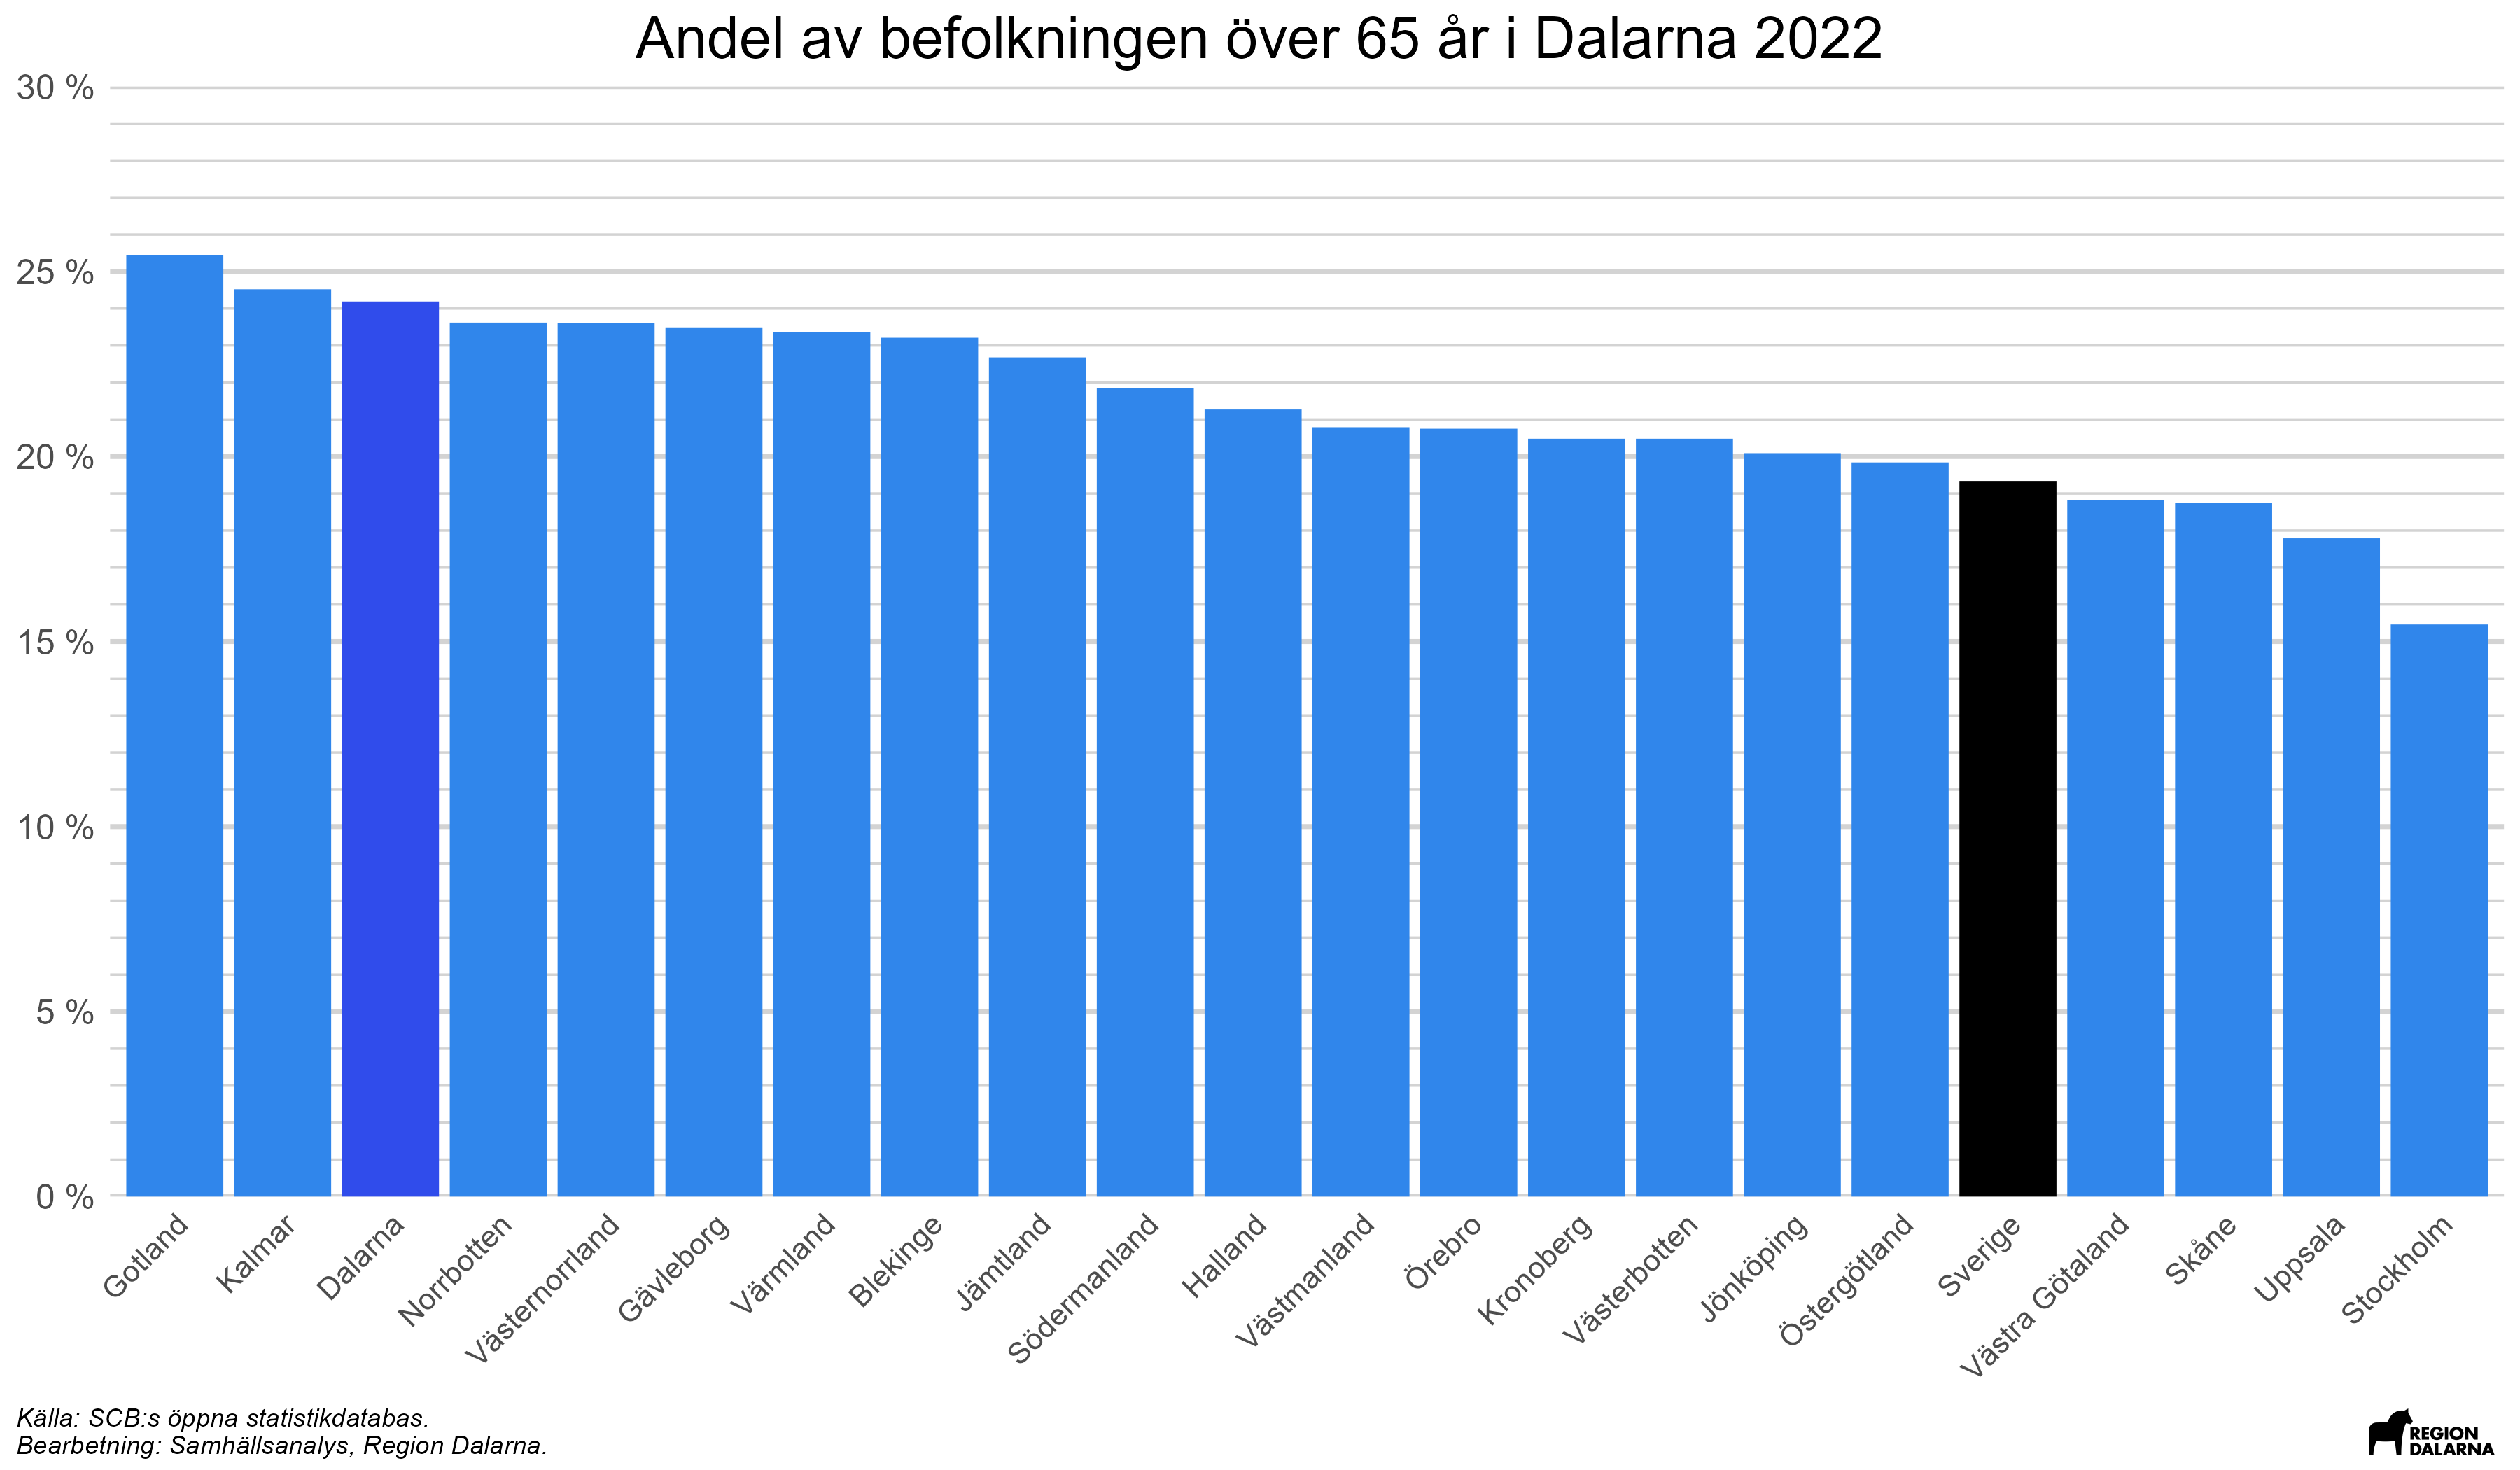 Andel av befolkningen över 65 år i Dalarna 2022
30 %
25 %
20 %
15 %
10 %
5 %
0 %
Gotland
Kalmar
Dalarna
Norrbotten
Västernorrland
Gävleborg
Värmland
Blekinge
Jämtland
Södermanland
Halland
Västmanland
Örebro
Kronoberg
Västerbotten
Jönköping
Östergötland
Sverige
Västra Götaland
Skåne
Uppsala
Stockholm
Källa: SCB:s öppna statistikdatabas.
Bearbetning: Samhällsanalys, Region Dalarna.
REGION
DALARNA